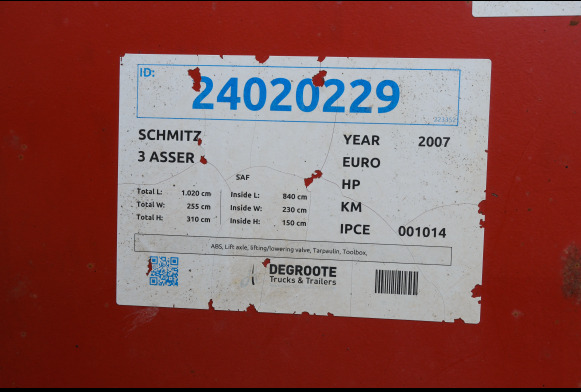 ID:
24020229
SCHMITZ
3 ASSER
SAF
Total L: 1.020 cm
Total W: 255 cm
Total H: 310 cm
Inside L: 840 cm
Inside W: 230 cm
Inside H: 150 cm
YEAR 2007
EURO
HP
KM
IPCE 001014
ABS, Lift axle, lifting/lowering valve, Tarpaulin, Toolbox,
DEGROOTE
Trucks & Trailers